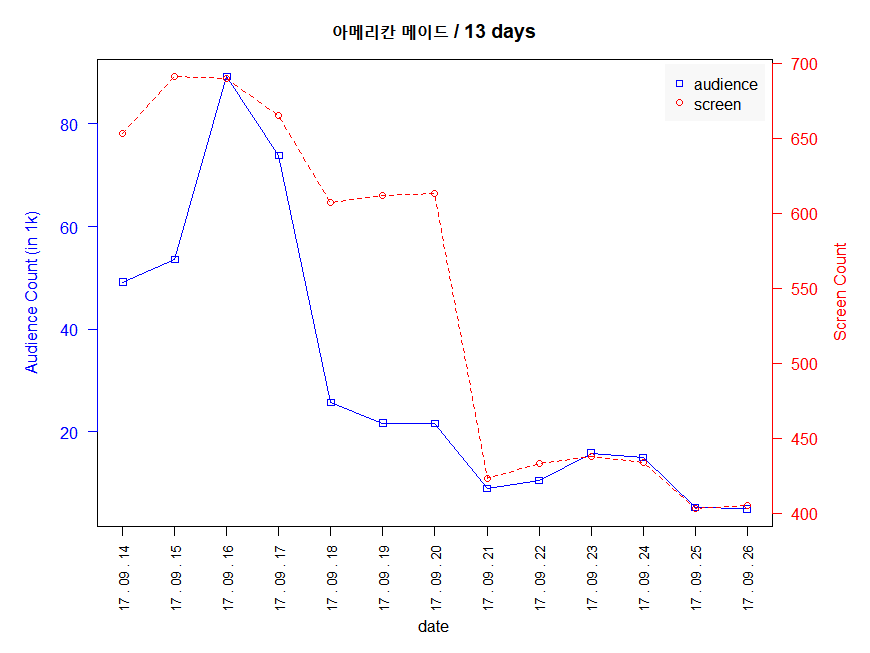 아메리칸 메이드 / 13 days
audience
screen
Audience Count (in 1k)
80
60
40
20
700
650
600
550
500
450
400
Screen Count
17 . 09 . 14
17 . 09 . 15
17 . 09 . 16
17 . 09 . 17
17 . 09 . 18
17 . 09 . 19
17 . 09 . 20
17 . 09 . 21
17 . 09 . 22
17 . 09 . 23
17 . 09 . 24
17 . 09 . 25
17 . 09 . 26
date